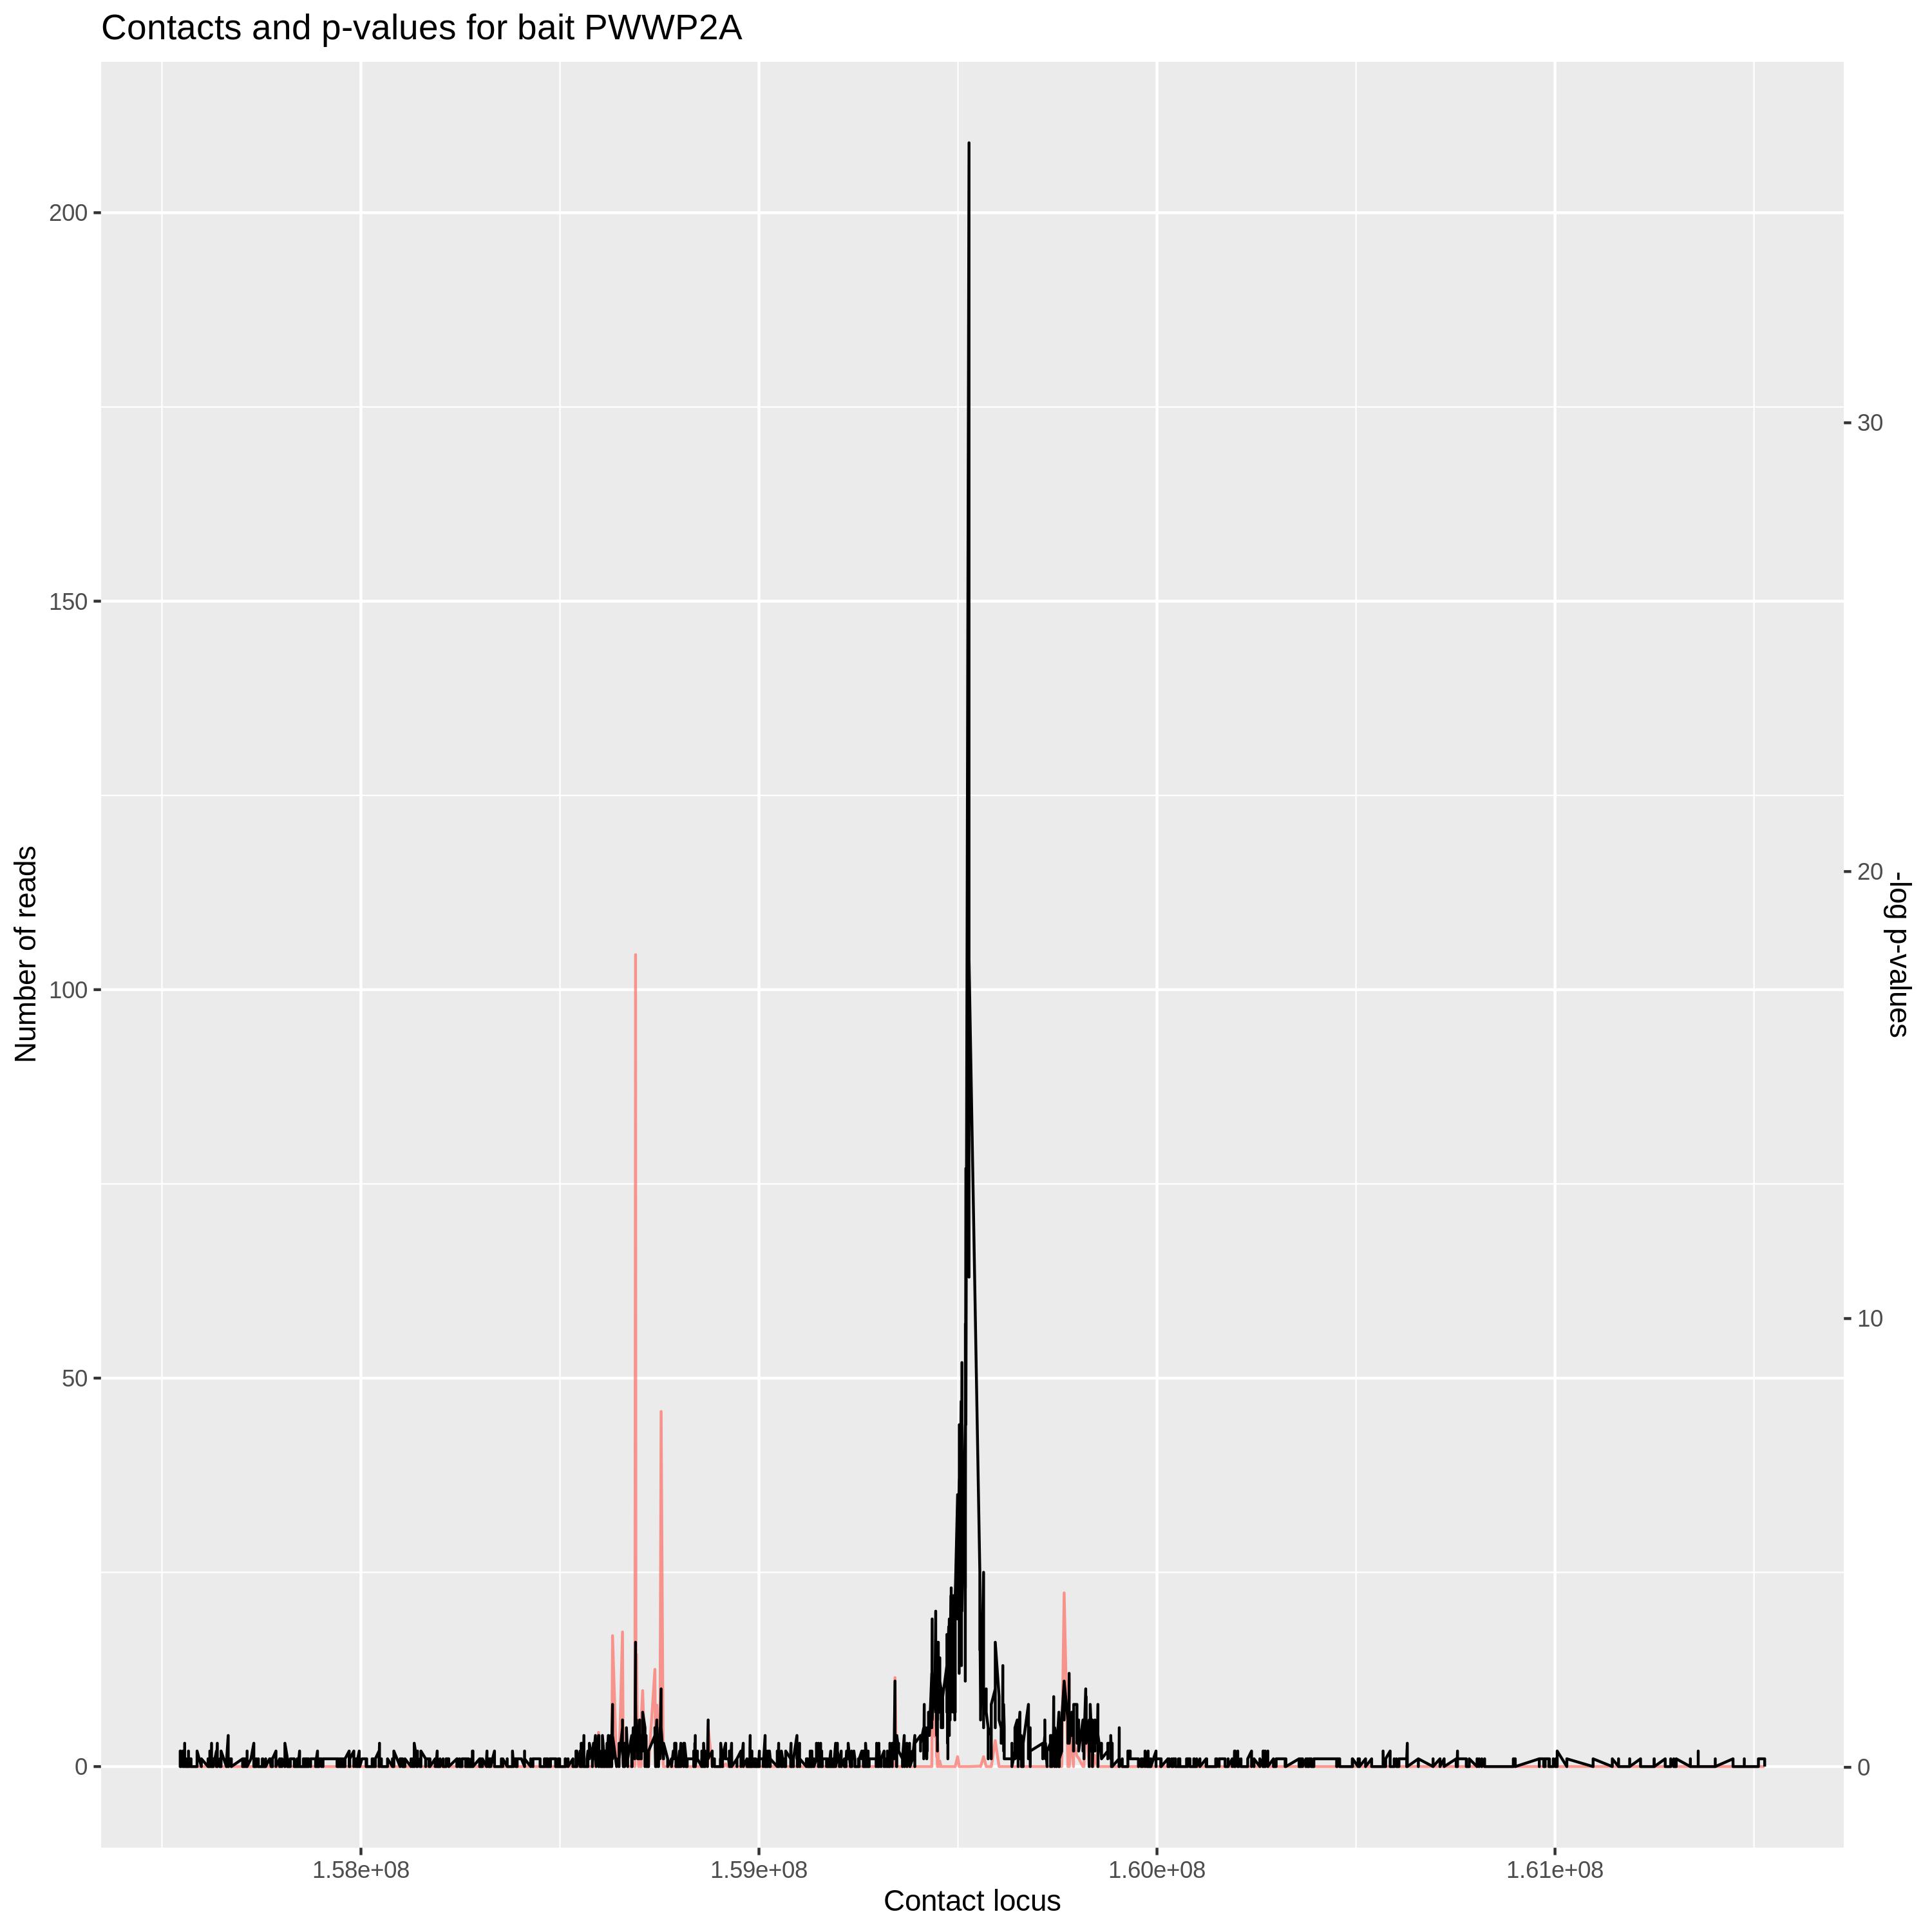 Contacts and p-values for bait PWWP2A
200
150
100
50
0
Number of reads
30
20
10
0
-log p-values
1.58e+08
1.59e+08
1.60e+08
1.61e+08
Contact locus